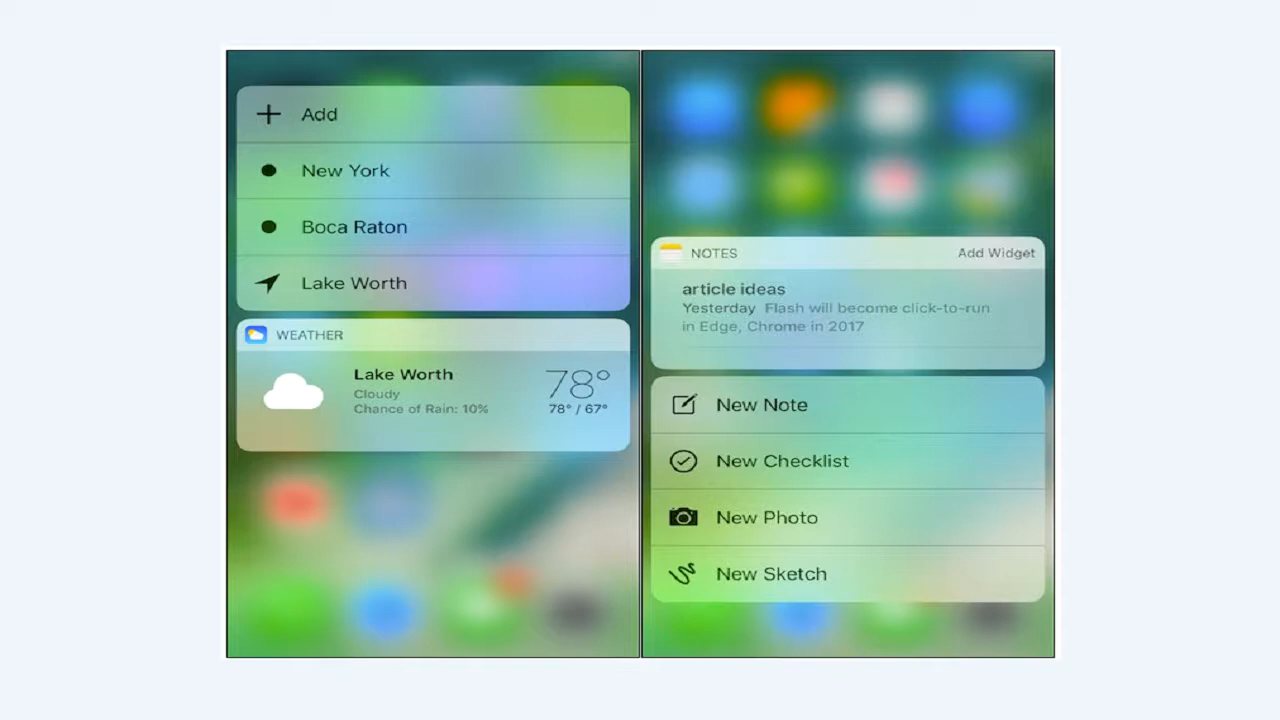 Add
New York
Boca Raton
Lake Worth
WEATHER
Lake Worth
Cloudy
Chance of Rain: 10%
78°
78° / 67°
NOTES
Add Widget
article ideas
Yesterday Flash will become click-to-run
in Edge, Chrome in 2017
New Note
New Checklist
New Photo
New Sketch